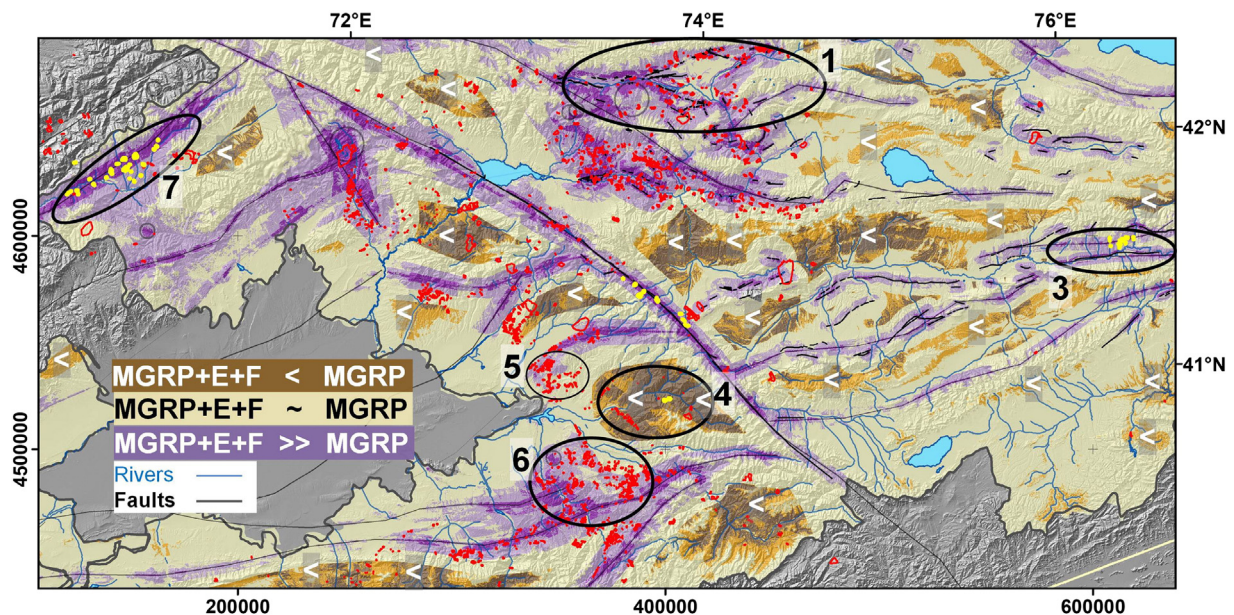 72°E 74°E 76°E
1
42°N
7
4600000
3
5
41°N
4
MGRP+E+F < MGRP
MGRP+E+F ~ MGRP
MGRP+E+F >> MGRP
Rivers
Faults
6
4500000
200000 400000 600000